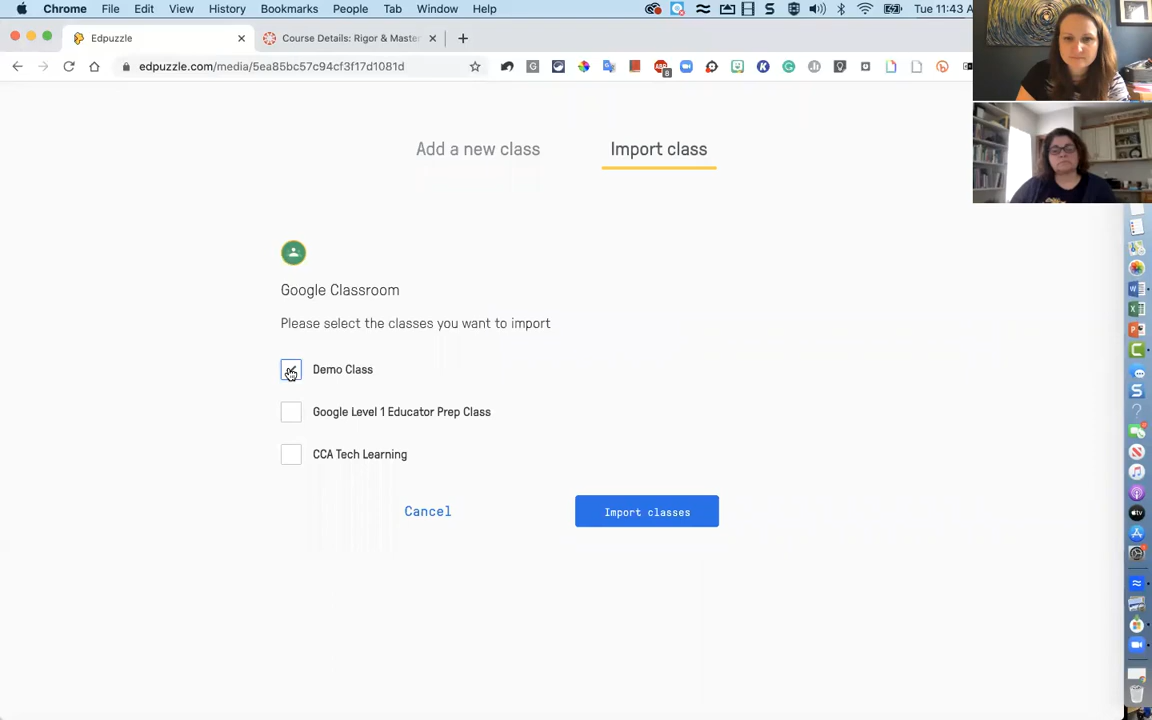 Chrome File Edit View History Bookmarks People Tab Window Help Tue 11:43 A
Edpuzzle
Course Details: Rigor & Master
edpuzzle.com/media/5ea85bc57c94cf3f17d1081d
Add a new class
Import class
Google Classroom
Please select the classes you want to import
Demo Class
Google Level 1 Educator Prep Class
CCA Tech Learning
Cancel
Import classes